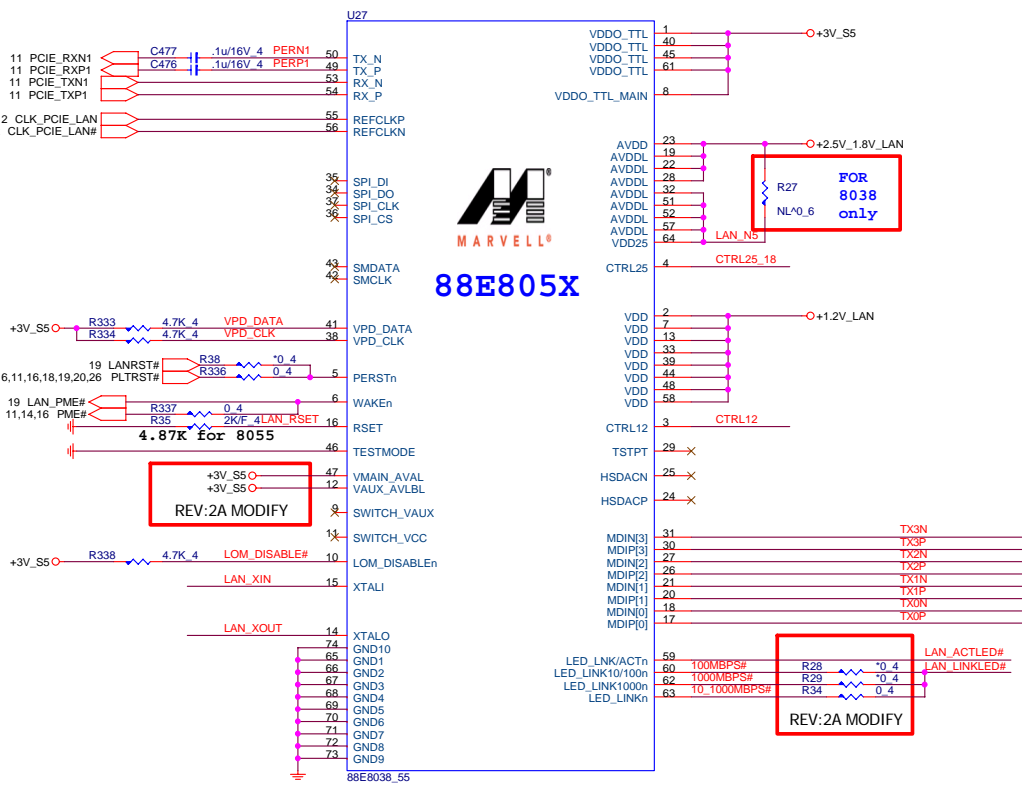 U27
11 PCIE_RXN1 C477 .1u/16V_4 PERN1 50 TX_N
11 PCIE_RXP1 C476 .1u/16V_4 PERP1 49 TX_P
11 PCIE_TXN1 53 RX_N
11 PCIE_TXP1 54 RX_P
2 CLK_PCIE_LAN 55 REFCLKP
CLK_PCIE_LAN# 56 REFCLKN
35 SPI_DI
34 SPI_DO
37 SPI_CLK
36 SPI_CS
43 SMDATA
42 SMCLK
+3V_S5 R333 4.7K_4 VPD_DATA 41 VPD_DATA
R334 4.7K_4 VPD_CLK 38 VPD_CLK
19 LANRST# R38 *0_4
6,11,16,18,19,20,26 PLTRST# R336 0_4 5 PERSTn
19 LAN_PME# 6 WAKEn
11,14,16 PME# R337 0_4
R35 2K/F_4 LAN_RSET 16 RSET
4.87K for 8055
46 TESTMODE
+3V_S5 47 VMAIN_AVAL
+3V_S5 12 VAUX_AVLBL
REV:2A MODIFY
9 SWITCH_VAUX
11 SWITCH_VCC
+3V_S5 R338 4.7K_4 LOM_DISABLE# 10 LOM_DISABLEn
LAN_XIN 15 XTALI
LAN_XOUT 14 XTALO
74 GND10
65 GND1
66 GND2
67 GND3
68 GND4
69 GND5
70 GND6
71 GND7
72 GND8
73 GND9
88E8038_55
MARVELL®
®
88E805X
VDDO_TTL 1 +3V_S5
VDDO_TTL 40
VDDO_TTL 45
VDDO_TTL 61
VDDO_TTL_MAIN 8
AVDD 23 +2.5V_1.8V_LAN
AVDDL 19
AVDDL 22
AVDDL 28
AVDDL 32
AVDDL 51
AVDDL 52
AVDDL 57
VDD25 64 LAN_N5
R27
NL^0_6
FOR
8038
only
CTRL25 4 CTRL25_18
VDD 2 +1.2V_LAN
VDD 7
VDD 13
VDD 33
VDD 39
VDD 44
VDD 48
VDD 58
CTRL12 3 CTRL12
TSTPT 29
HSDACN 25
HSDACP 24
MDIN[3] 31 TX3N
MDIP[3] 30 TX3P
MDIN[2] 27 TX2N
MDIP[2] 26 TX2P
MDIN[1] 21 TX1N
MDIP[1] 20 TX1P
MDIN[0] 18 TX0N
MDIP[0] 17 TX0P
LED_LNK/ACTn 59 LAN_ACTLED#
LED_LINK10/100n 60 100MBPS# R28 *0_4 LAN_LINKLED#
LED_LINK1000n 62 1000MBPS# R29 *0_4
LED_LINKn 63 10_1000MBPS# R34 0_4
REV:2A MODIFY